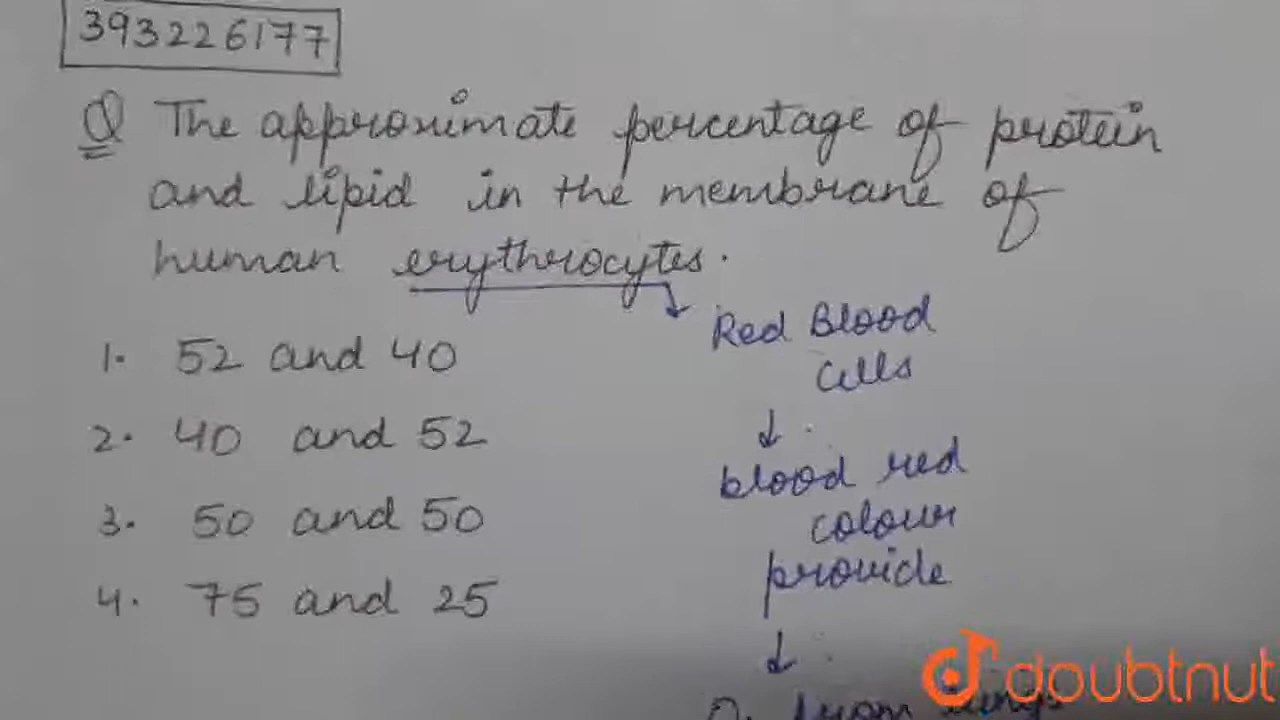 393226177
Q The approximate percentage of protein
and lipid in the membrane of
human erythrocytes.
Red Blood
Cells
1. 52 and 40
2. 40 and 52
blood red
colour
provide
3. 50 and 50
4. 75 and 25
doubtnut
from